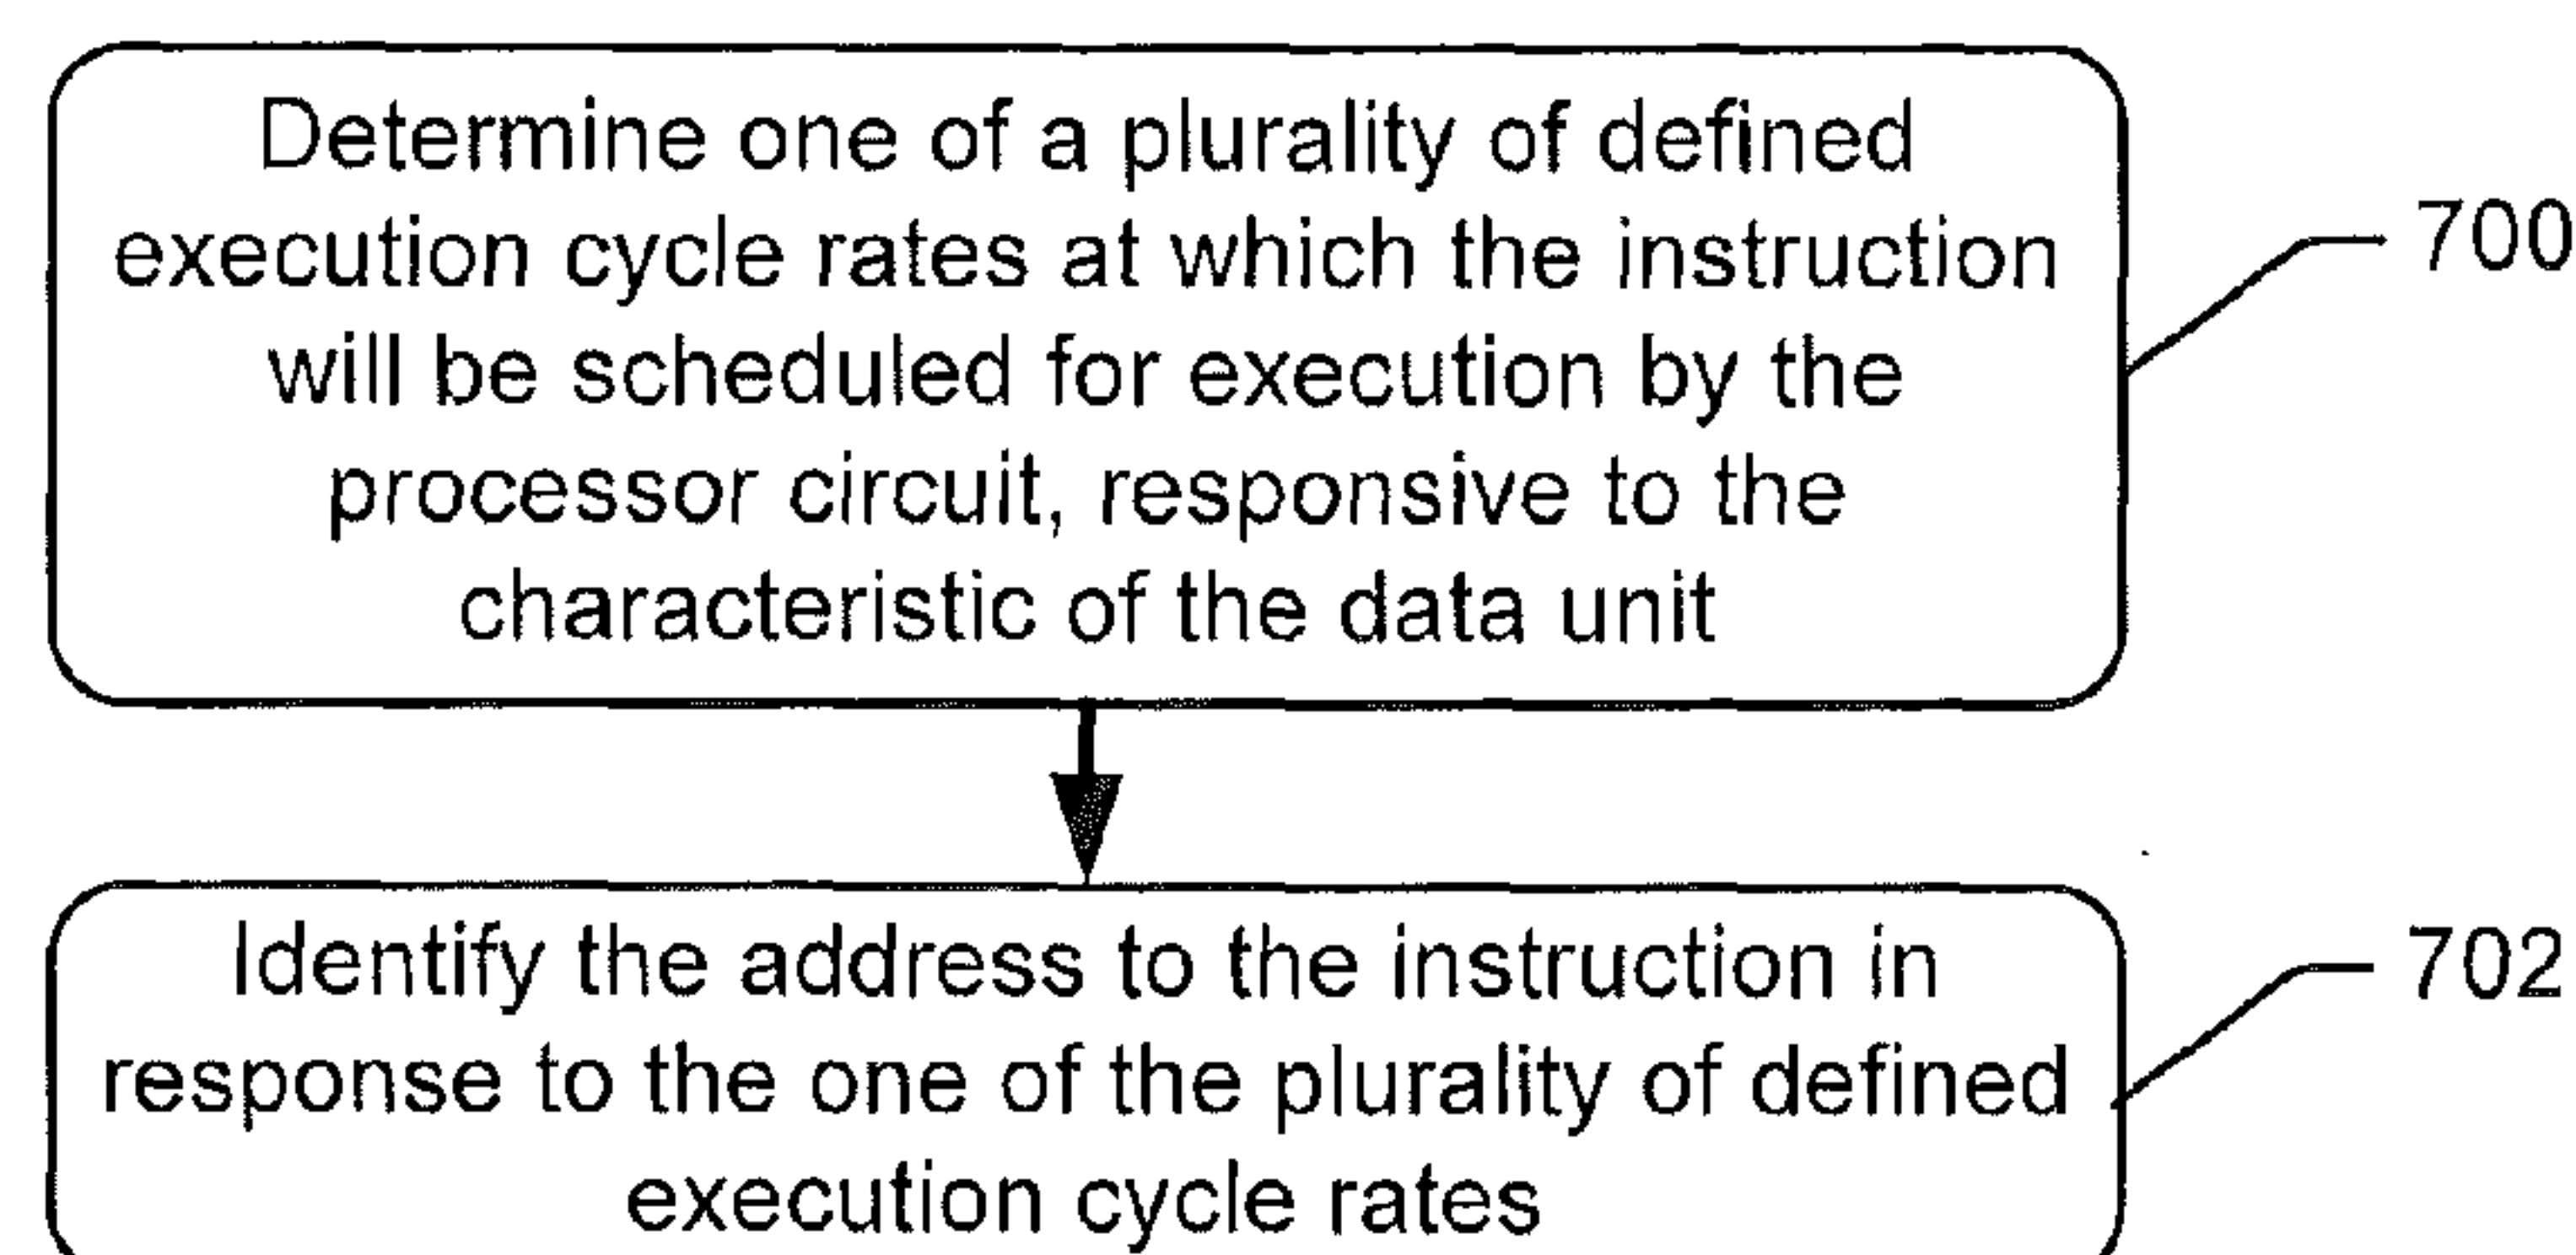 Determine one of a plurality of defined
execution cycle rates at which the instruction
will be scheduled for execution by the
processor circuit, responsive to the
characteristic of the data unit
700
Identify the address to the instruction in
response to the one of the plurality of defined
execution cycle rates
702